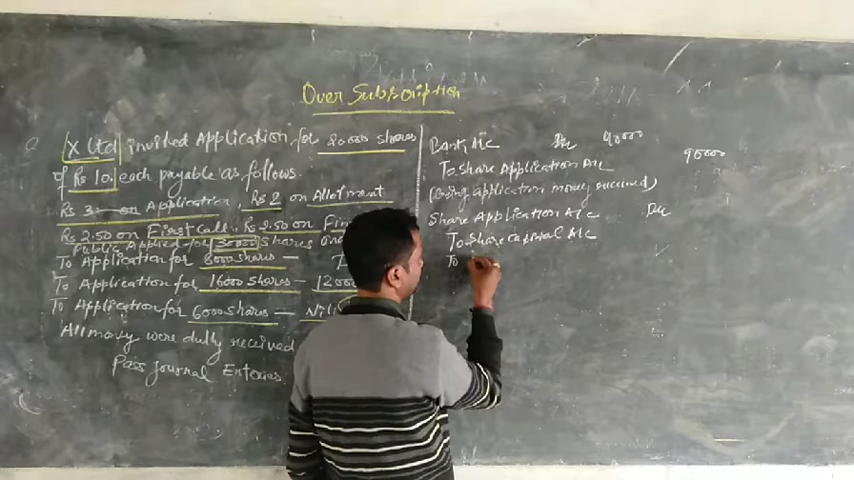 Over Subscription
X Ltd invited Application for 20000 shares
of Rs 10 each payable as follows.
Rs 3 on Application, Rs 2 on Allotment
Rs 2.50 on First Call, Rs 2.50 on Fin
Public Applied for 30000 Shares and
To Application for 8000 shares —
To Application for 16000 shares - 12000
To Application for 6000 shares - Nil
All money were dully received
Pass Journal Entries
Bank A/C Dr 90000
To share Application A/c 90000
(Being application money received)
Share Application A/C Dr
To Share Capital A/C
To